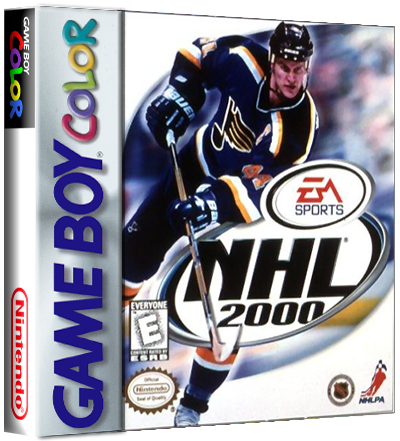 GAME BOY
COLOR
Nintendo
GAME BOY COLOR
EA
SPORTS
NHL
2000
EVERYONE
E
CONTENT RATED BY
ESRB
Official
Nintendo
Seal of Quality
NHLPA